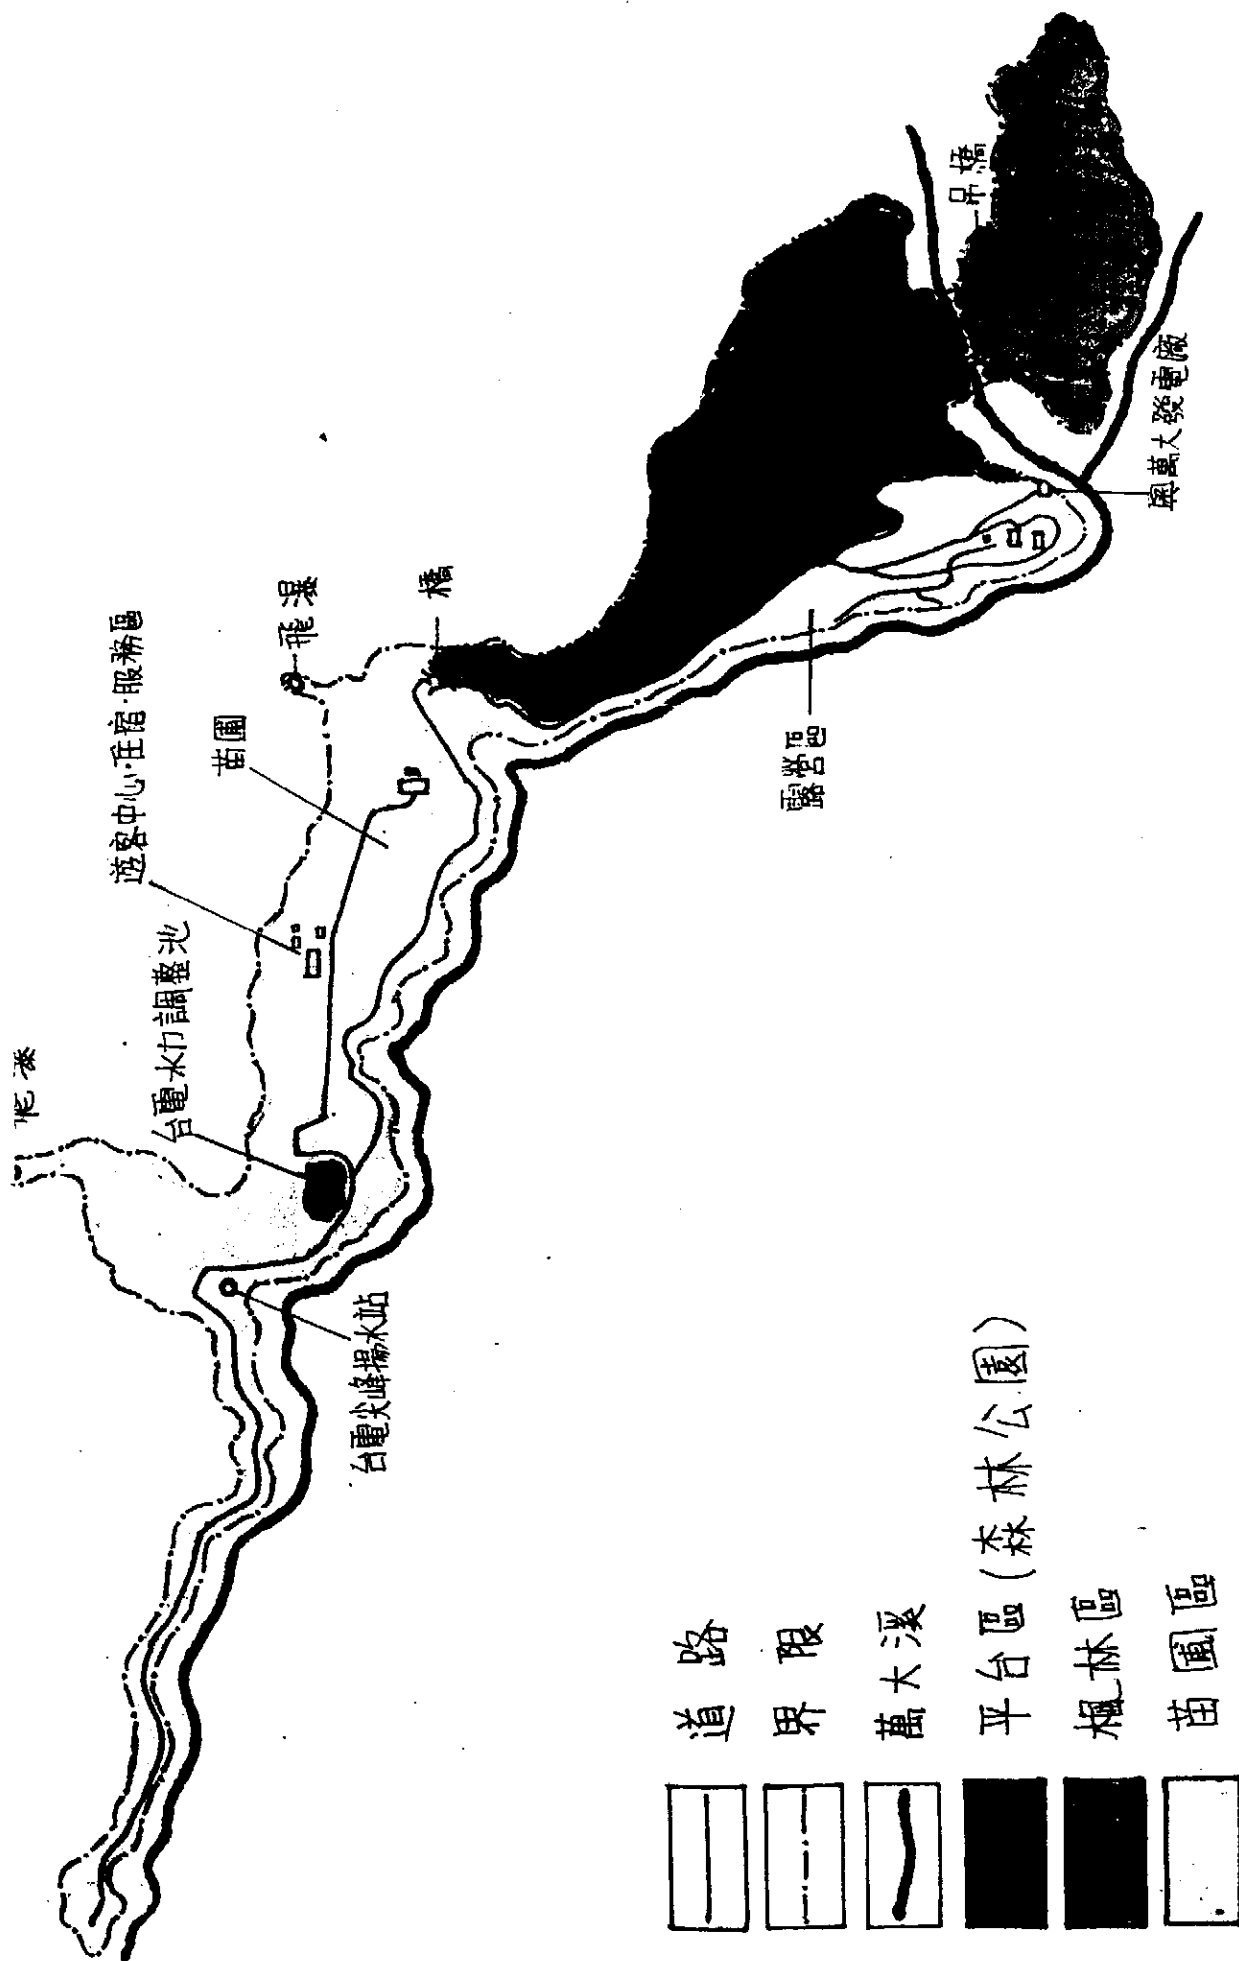 飛瀑
台電水力調整池
遊客中心·住宿·服務區
苗圃
飛瀑
橋
吊橋
奧萬大發電廠
露營區
台電尖峰揚水站
道路
界限
萬大溪
平台區(森林公園)
楓林區
苗圃區